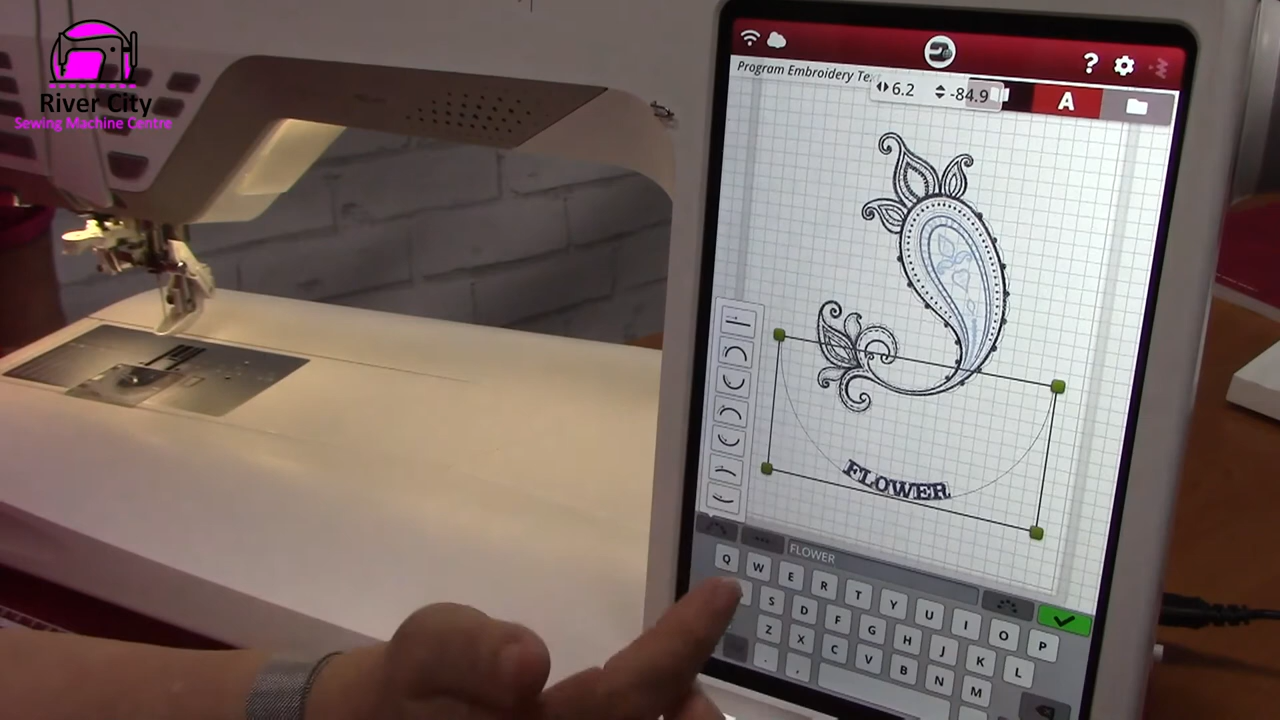 River City
Sewing Machine Centre
?
Program Embroidery Te
6.2 -84.9
A
FLOWER
FLOWER
Q W E R T Y U I O P
S D F G H J K L
Z X C V B N M
. ,